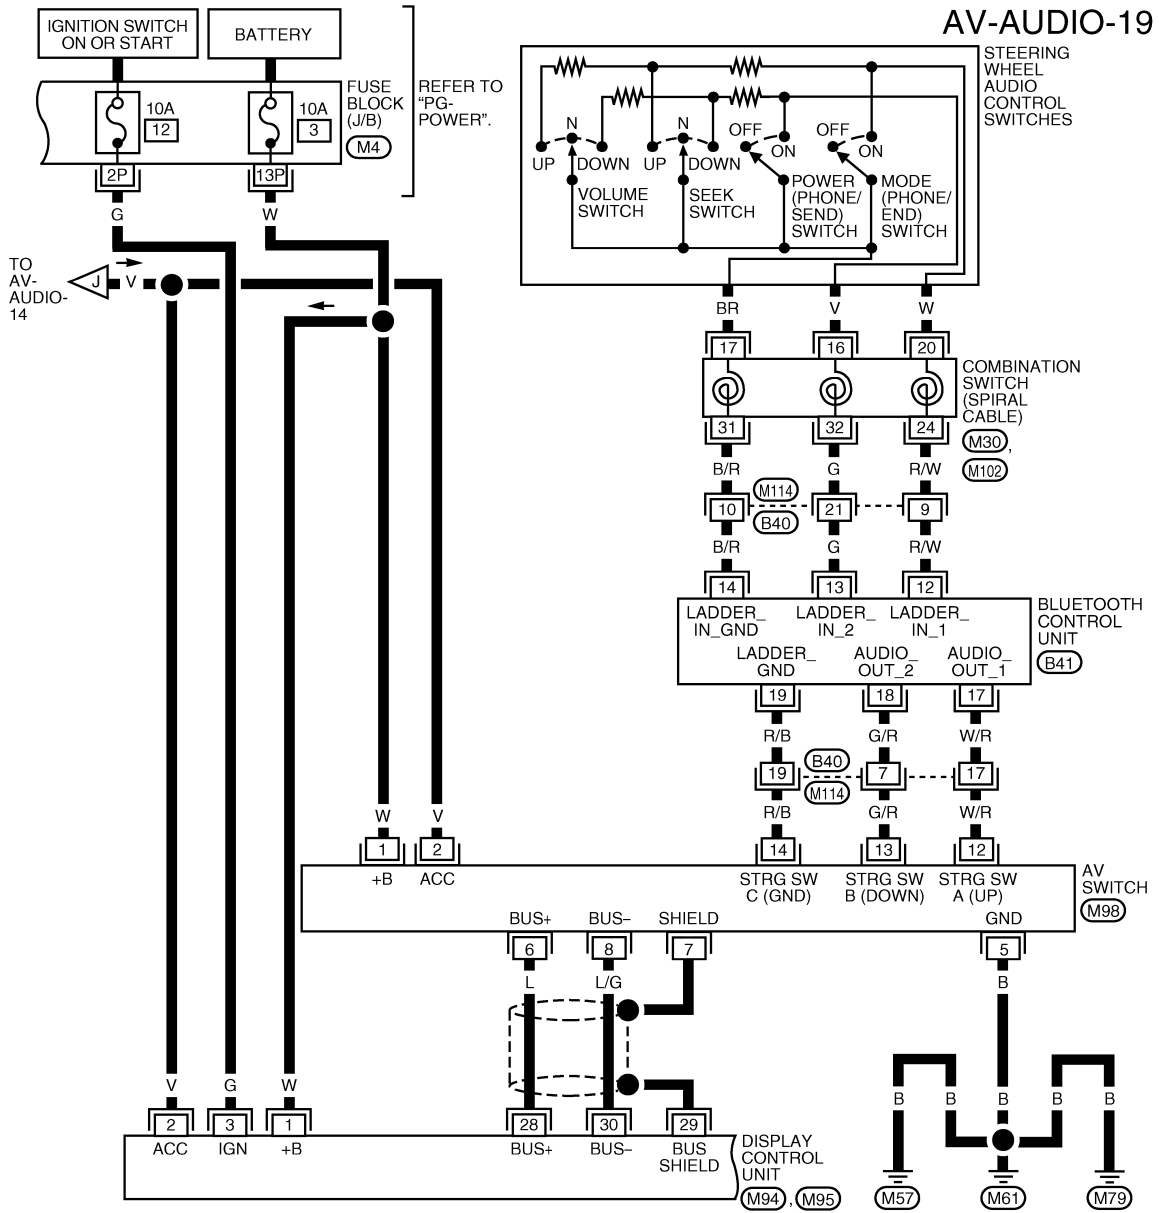 AV-AUDIO-19
IGNITION SWITCH
ON OR START
BATTERY
10A
12
10A
3
FUSE
BLOCK
(J/B)
M4
REFER TO
"PG-
POWER".
2P
13P
G
W
TO
AV-
AUDIO-
14
J
V
STEERING
WHEEL
AUDIO
CONTROL
SWITCHES
N
UP
DOWN
VOLUME
SWITCH
N
UP
DOWN
SEEK
SWITCH
OFF
ON
POWER
(PHONE/
SEND)
SWITCH
OFF
ON
MODE
(PHONE/
END)
SWITCH
BR
V
W
17
16
20
COMBINATION
SWITCH
(SPIRAL
CABLE)
M30,
M102
31
32
24
B/R
G
R/W
M114
10
21
9
B40
B/R
G
R/W
14
13
12
LADDER_
IN_GND
LADDER_
IN_2
LADDER_
IN_1
BLUETOOTH
CONTROL
UNIT
B41
LADDER_
GND
AUDIO_
OUT_2
AUDIO_
OUT_1
19
18
17
R/B
G/R
W/R
B40
19
7
17
M114
R/B
G/R
W/R
W
V
1
2
14
13
12
+B
ACC
STRG SW
C (GND)
STRG SW
B (DOWN)
STRG SW
A (UP)
AV
SWITCH
M98
BUS+
BUS–
SHIELD
GND
6
8
7
5
L
L/G
B
V
G
W
B
B
B
B
B
2
3
1
28
30
29
ACC
IGN
+B
BUS+
BUS–
BUS
SHIELD
DISPLAY
CONTROL
UNIT
M94, M95
M57
M61
M79